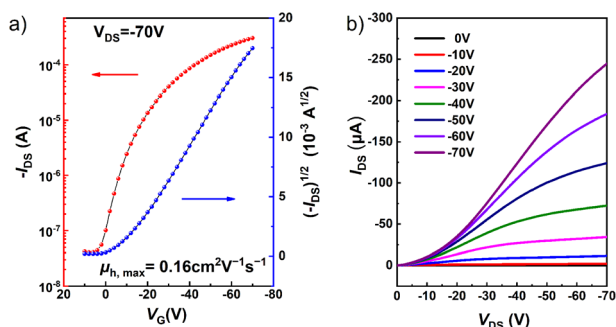 a)
V_DS=-70V
10⁻⁴
10⁻⁵
10⁻⁶
10⁻⁷
10⁻⁸
-I_DS (A)
20
15
10
5
0
(-I_DS)^1/2 (10⁻³ A^1/2)
μ_h, max= 0.16cm²V⁻¹s⁻¹
20 0 -20 -40 -60 -80
V_G(V)
b)
-300
-250
-200
-150
-100
-50
0
I_DS (μA)
0V
-10V
-20V
-30V
-40V
-50V
-60V
-70V
0 -10 -20 -30 -40 -50 -60 -70
V_DS (V)